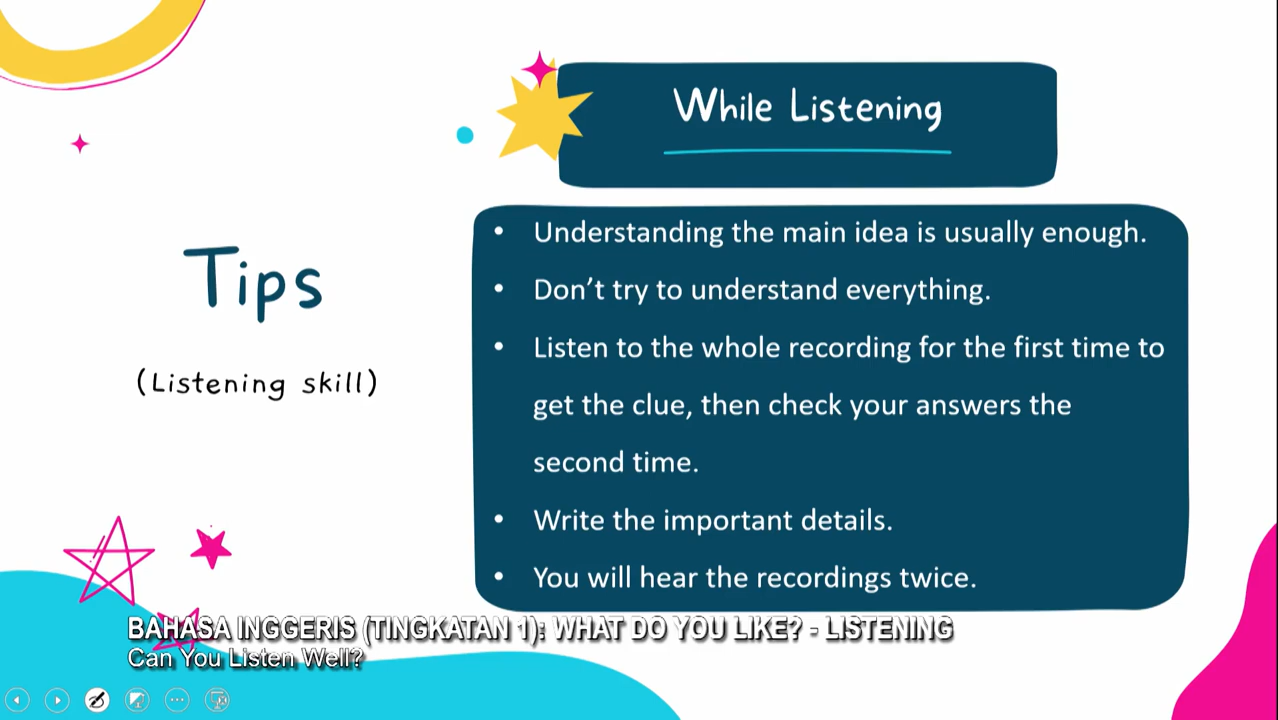 While Listening
Tips
(Listening skill)
• Understanding the main idea is usually enough.
• Don’t try to understand everything.
• Listen to the whole recording for the first time to
get the clue, then check your answers the
second time.
• Write the important details.
• You will hear the recordings twice.
BAHASA INGGERIS (TINGKATAN 1): WHAT DO YOU LIKE? - LISTENING
Can You Listen Well?